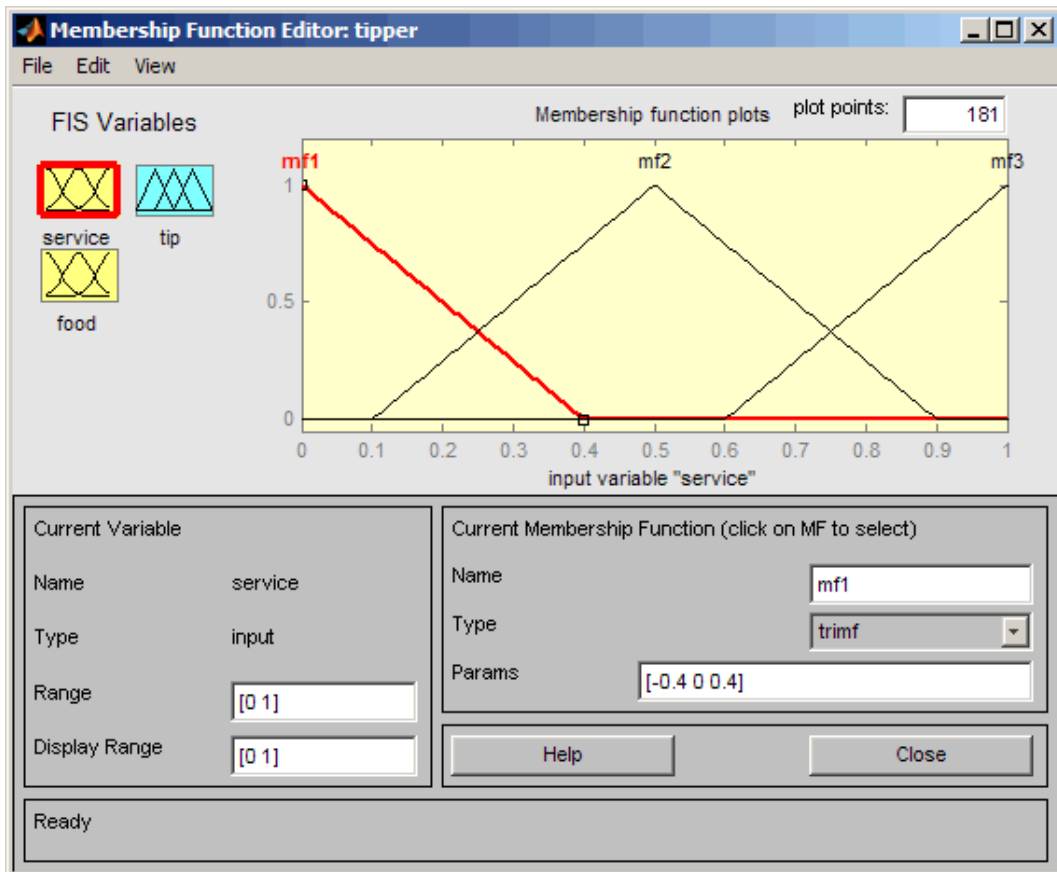 Membership Function Editor: tipper
File Edit View
FIS Variables
service
tip
food
Membership function plots
plot points:
181
mf1
mf2
mf3
1
0.5
0
0 0.1 0.2 0.3 0.4 0.5 0.6 0.7 0.8 0.9 1
input variable "service"
Current Variable
Name service
Type input
Range [0 1]
Display Range [0 1]
Current Membership Function (click on MF to select)
Name mf1
Type trimf
Params [-0.4 0 0.4]
Help
Close
Ready